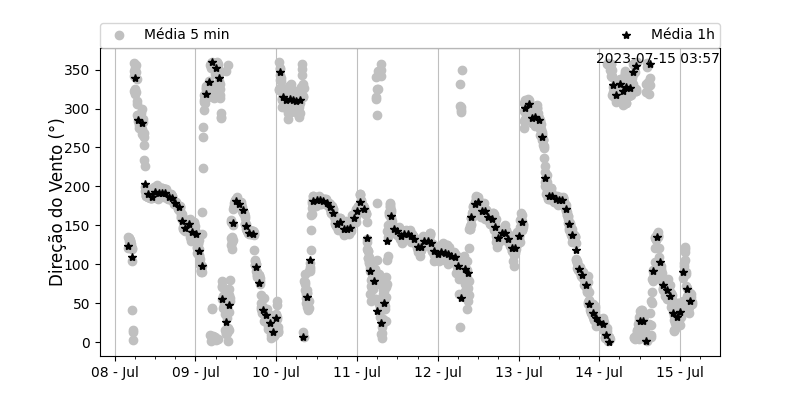 Média 5 min
Média 1h
2023-07-15 03:57
Direção do Vento (°)
350
300
250
200
150
100
50
0
08 - Jul
09 - Jul
10 - Jul
11 - Jul
12 - Jul
13 - Jul
14 - Jul
15 - Jul